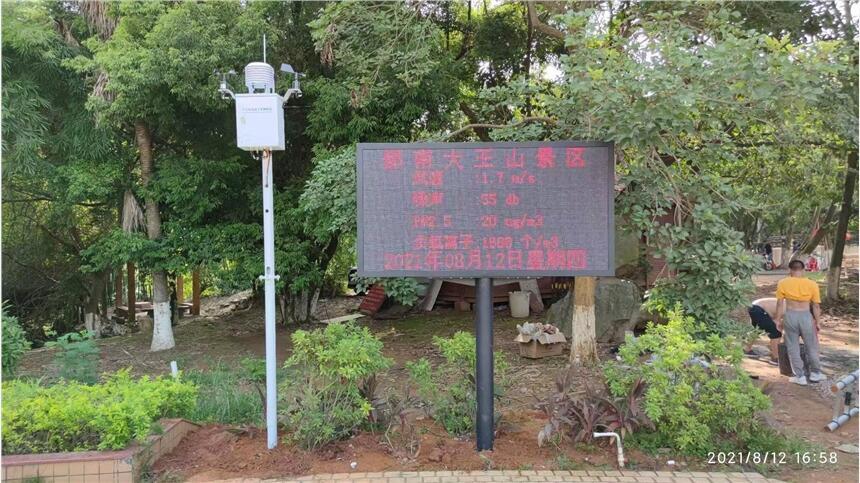 南大王山景区
风速 :1.7 m/s
噪声 :55 db
PM2.5 :20 ug/m3
负氧离子:1860 个/m3
2021年08月12日星期四
2021/8/12 16:58